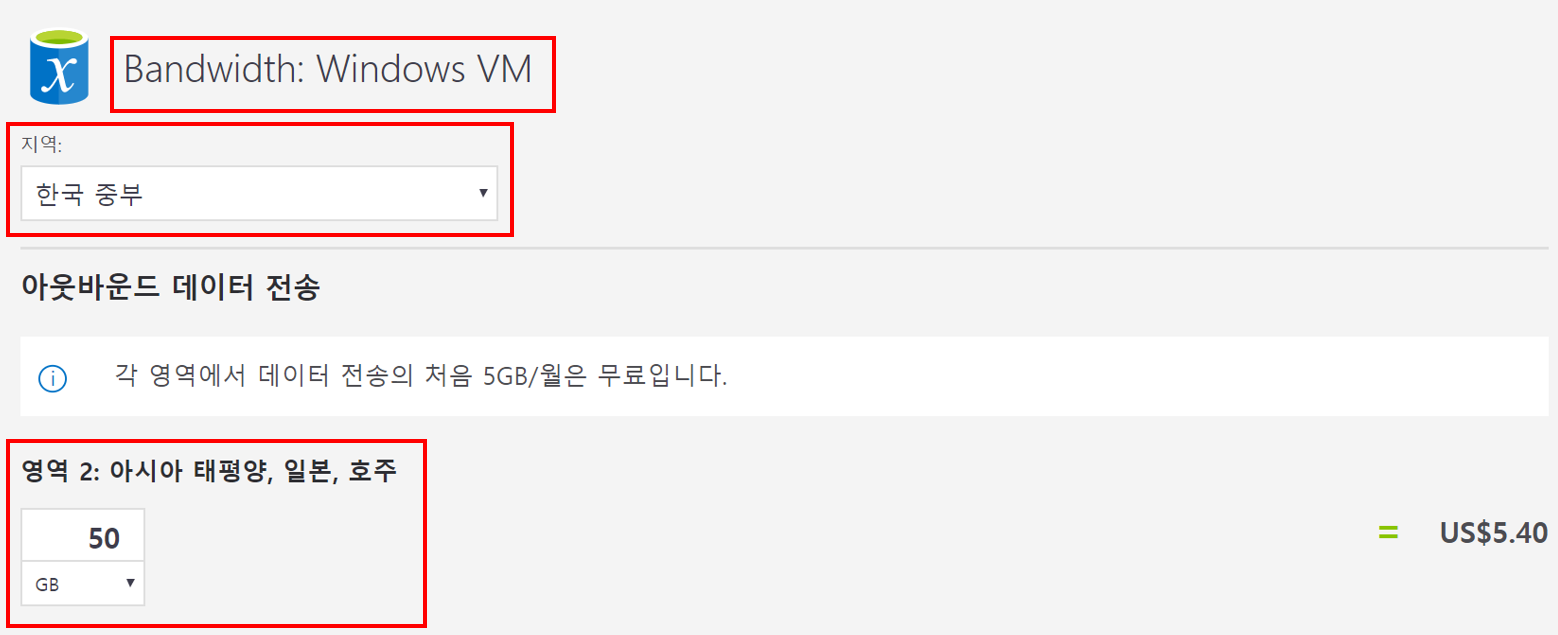 x
Bandwidth: Windows VM
지역:
한국 중부
아웃바운드 데이터 전송
각 영역에서 데이터 전송의 처음 5GB/월은 무료입니다.
영역 2: 아시아 태평양, 일본, 호주
50
= US$5.40
GB